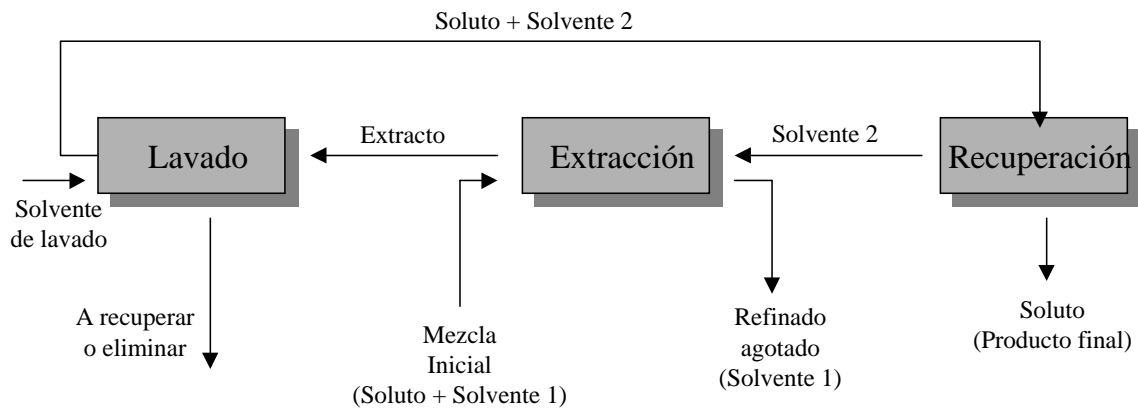 Soluto + Solvente 2
Lavado
Extracto
Extracción
Solvente 2
Recuperación
Solvente
de lavado
A recuperar
o eliminar
Mezcla
Inicial
(Soluto + Solvente 1)
Refinado
agotado
(Solvente 1)
Soluto
(Producto final)